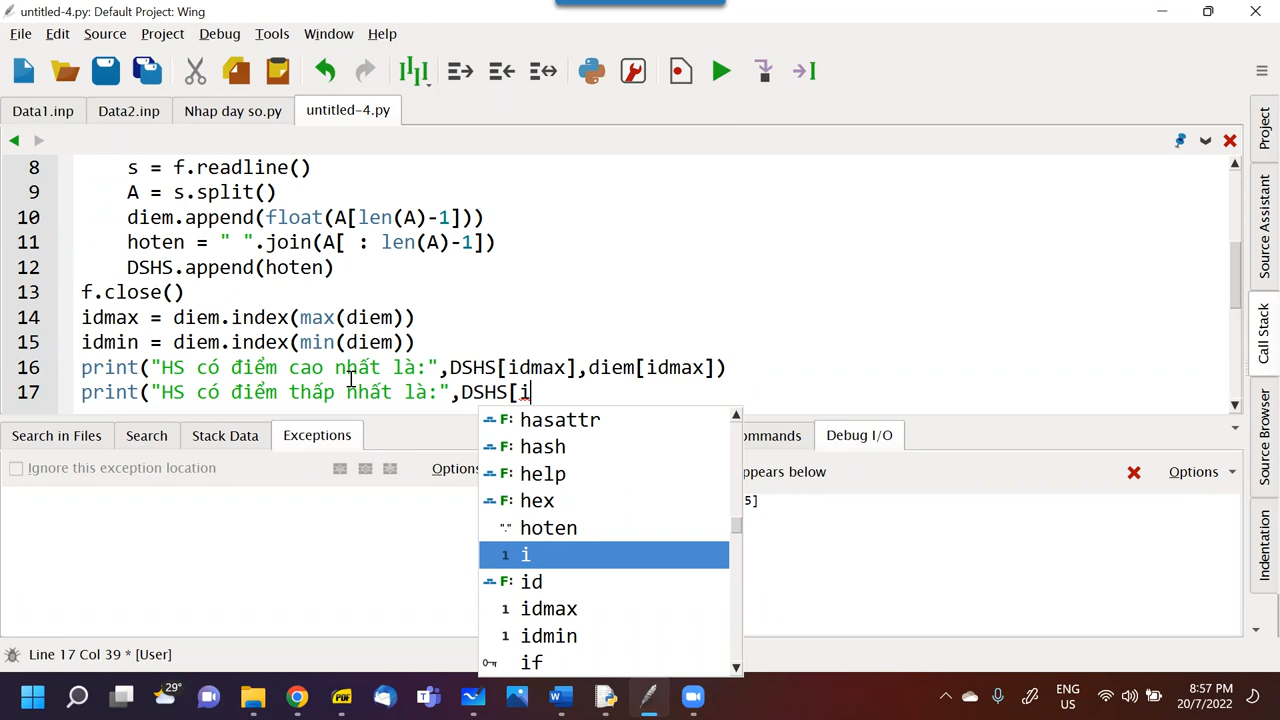 untitled-4.py: Default Project: Wing
File Edit Source Project Debug Tools Window Help
Data1.inp Data2.inp Nhap day so.py untitled-4.py
8 s = f.readline()
9 A = s.split()
10 diem.append(float(A[len(A)-1]))
11 hoten = " ".join(A[ : len(A)-1])
12 DSHS.append(hoten)
13 f.close()
14 idmax = diem.index(max(diem))
15 idmin = diem.index(min(diem))
16 print("HS có điểm cao nhất là:",DSHS[idmax],diem[idmax])
17 print("HS có điểm thấp nhất là:",DSHS[i
F: hasattr
F: hash
F: help
F: hex
"." hoten
1 i
F: id
1 idmax
1 idmin
if
Search in Files Search Stack Data Exceptions
ommands Debug I/O
Ignore this exception location Options
ppears below Options
5]
Project
Source Assistant
Call Stack
Source Browser
Indentation
Line 17 Col 39 * [User]
29°
ENG
US
8:57 PM
20/7/2022